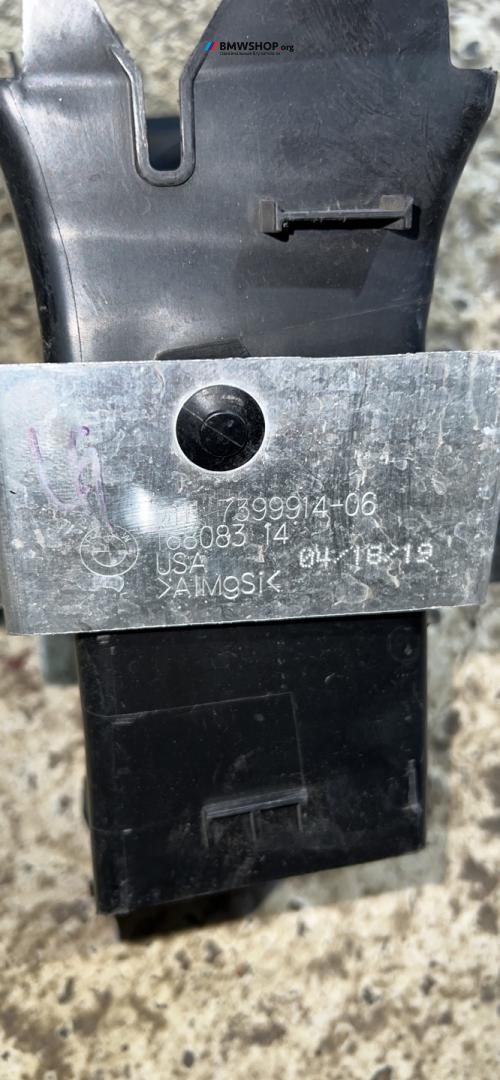 BMWSHOP.org
7399914-06
168083 14
USA
04/18/19
>AlMgSi<